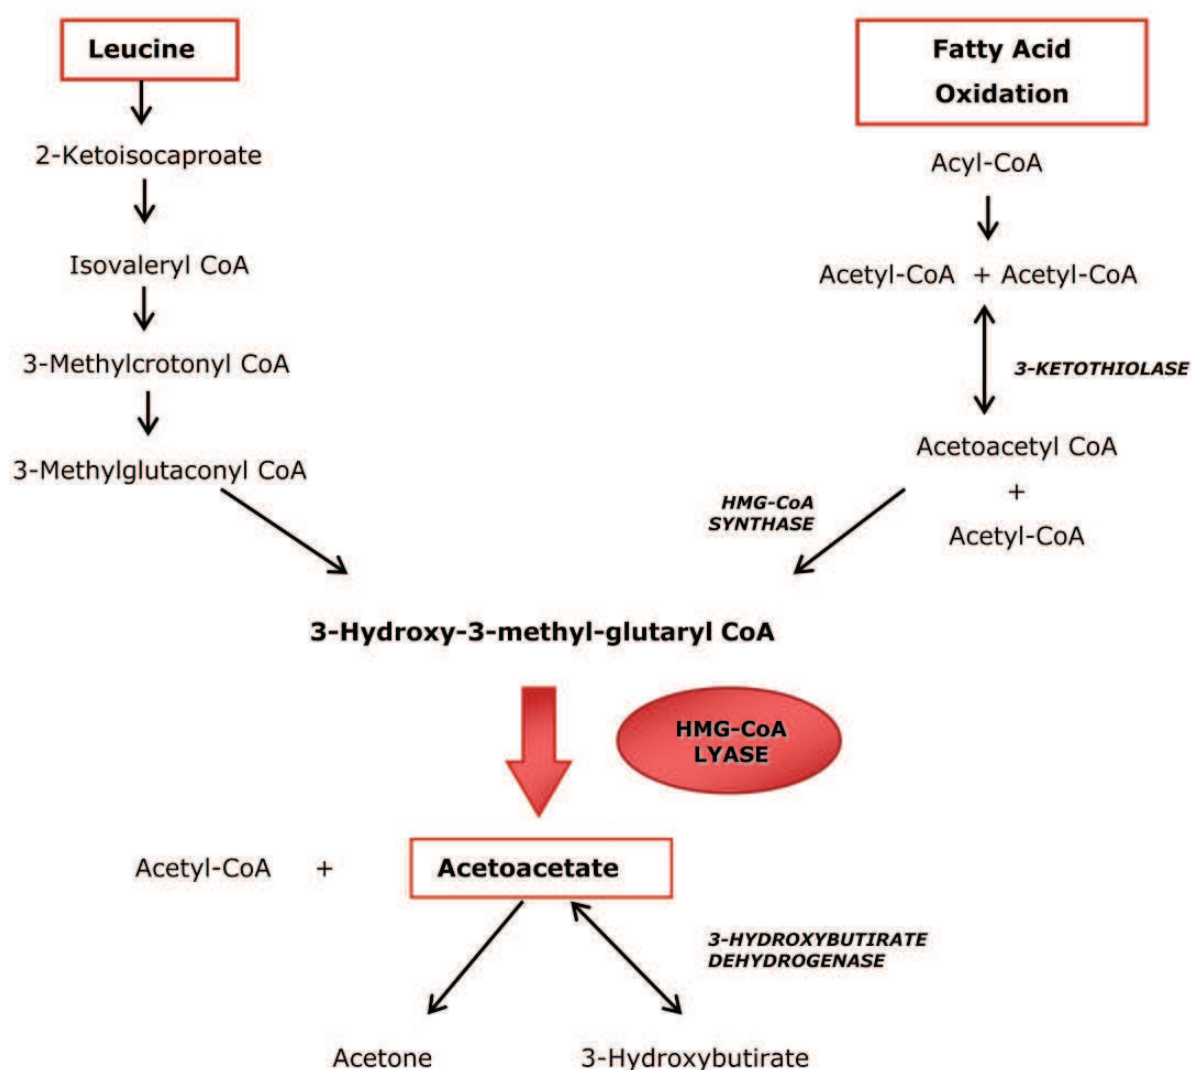 Leucine
2-Ketoisocaproate
Isovaleryl CoA
3-Methylcrotonyl CoA
3-Methylglutaconyl CoA
Fatty Acid
Oxidation
Acyl-CoA
Acetyl-CoA + Acetyl-CoA
3-KETOTHIOLASE
Acetoacetyl CoA
+
Acetyl-CoA
HMG-CoA
SYNTHASE
3-Hydroxy-3-methyl-glutaryl CoA
HMG-CoA
LYASE
Acetyl-CoA + Acetoacetate
3-HYDROXYBUTIRATE
DEHYDROGENASE
Acetone
3-Hydroxybutirate